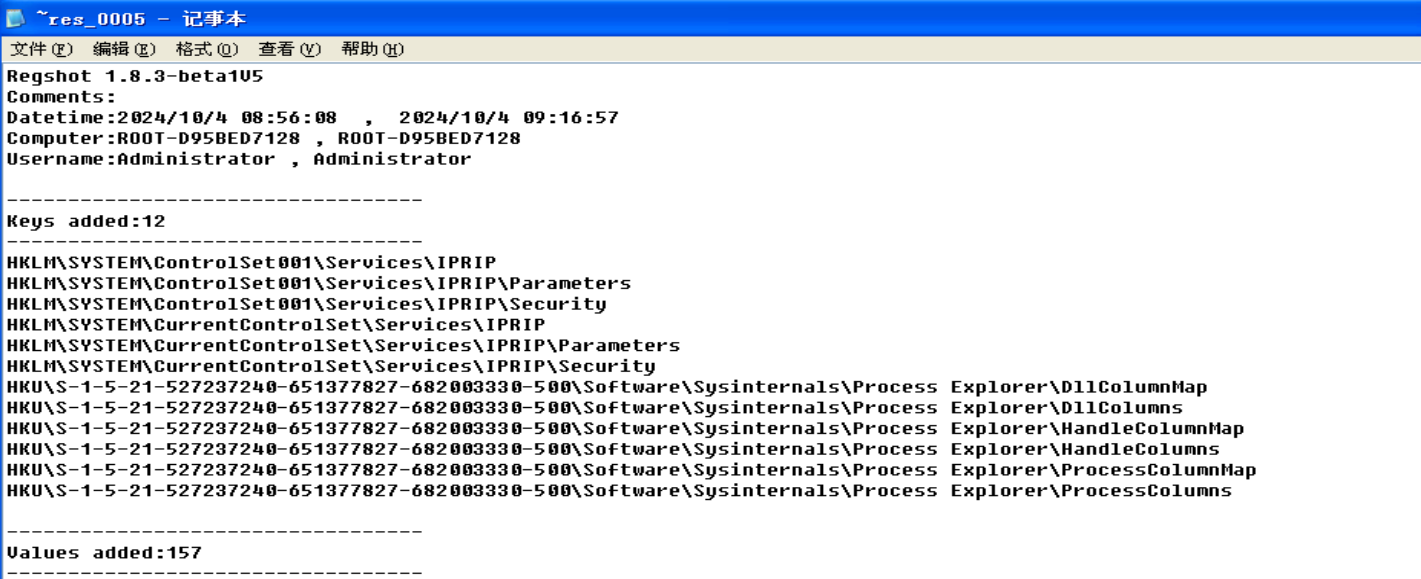 ~res_0005 - 记事本
文件(F) 编辑(E) 格式(O) 查看(V) 帮助(H)
Regshot 1.8.3-beta1V5
Comments:
Datetime:2024/10/4 08:56:08 , 2024/10/4 09:16:57
Computer:ROOT-D95BED7128 , ROOT-D95BED7128
Username:Administrator , Administrator
----------------------------------
Keys added:12
----------------------------------
HKLM\SYSTEM\ControlSet001\Services\IPRIP
HKLM\SYSTEM\ControlSet001\Services\IPRIP\Parameters
HKLM\SYSTEM\ControlSet001\Services\IPRIP\Security
HKLM\SYSTEM\CurrentControlSet\Services\IPRIP
HKLM\SYSTEM\CurrentControlSet\Services\IPRIP\Parameters
HKLM\SYSTEM\CurrentControlSet\Services\IPRIP\Security
HKU\S-1-5-21-527237240-651377827-682003330-500\Software\Sysinternals\Process Explorer\DllColumnMap
HKU\S-1-5-21-527237240-651377827-682003330-500\Software\Sysinternals\Process Explorer\DllColumns
HKU\S-1-5-21-527237240-651377827-682003330-500\Software\Sysinternals\Process Explorer\HandleColumnMap
HKU\S-1-5-21-527237240-651377827-682003330-500\Software\Sysinternals\Process Explorer\HandleColumns
HKU\S-1-5-21-527237240-651377827-682003330-500\Software\Sysinternals\Process Explorer\ProcessColumnMap
HKU\S-1-5-21-527237240-651377827-682003330-500\Software\Sysinternals\Process Explorer\ProcessColumns
----------------------------------
Values added:157
----------------------------------